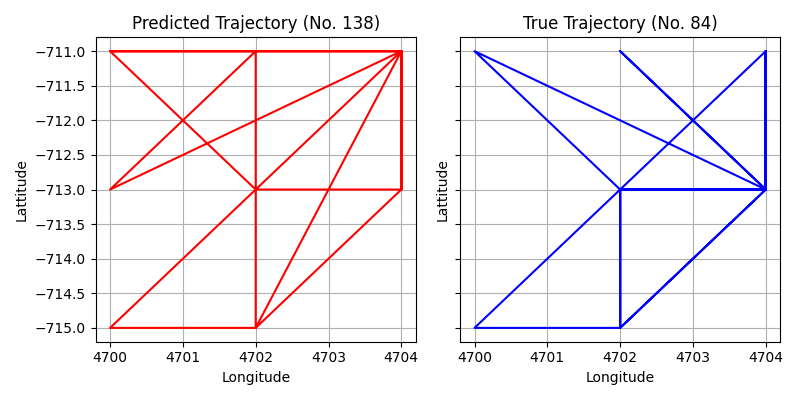 Predicted Trajectory (No. 138)
True Trajectory (No. 84)
−711.0
−711.5
−712.0
−712.5
−713.0
−713.5
−714.0
−714.5
−715.0
Lattitude
Lattitude
4700 4701 4702 4703 4704
4700 4701 4702 4703 4704
Longitude
Longitude